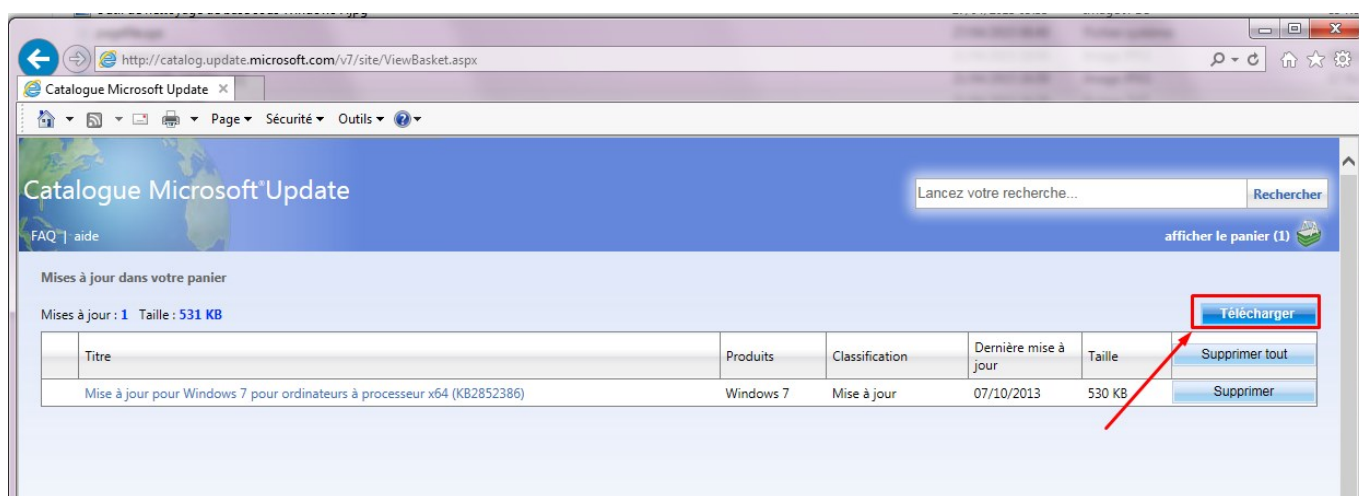 http://catalog.update.microsoft.com/v7/site/ViewBasket.aspx
Catalogue Microsoft Update
Page Sécurité Outils
Catalogue Microsoft®Update
Lancez votre recherche...
Rechercher
FAQ | aide
afficher le panier (1)
Mises à jour dans votre panier
Mises à jour : 1 Taille : 531 KB
Télécharger
Titre Produits Classification Dernière mise à jour Taille Supprimer tout
Mise à jour pour Windows 7 pour ordinateurs à processeur x64 (KB2852386) Windows 7 Mise à jour 07/10/2013 530 KB Supprimer